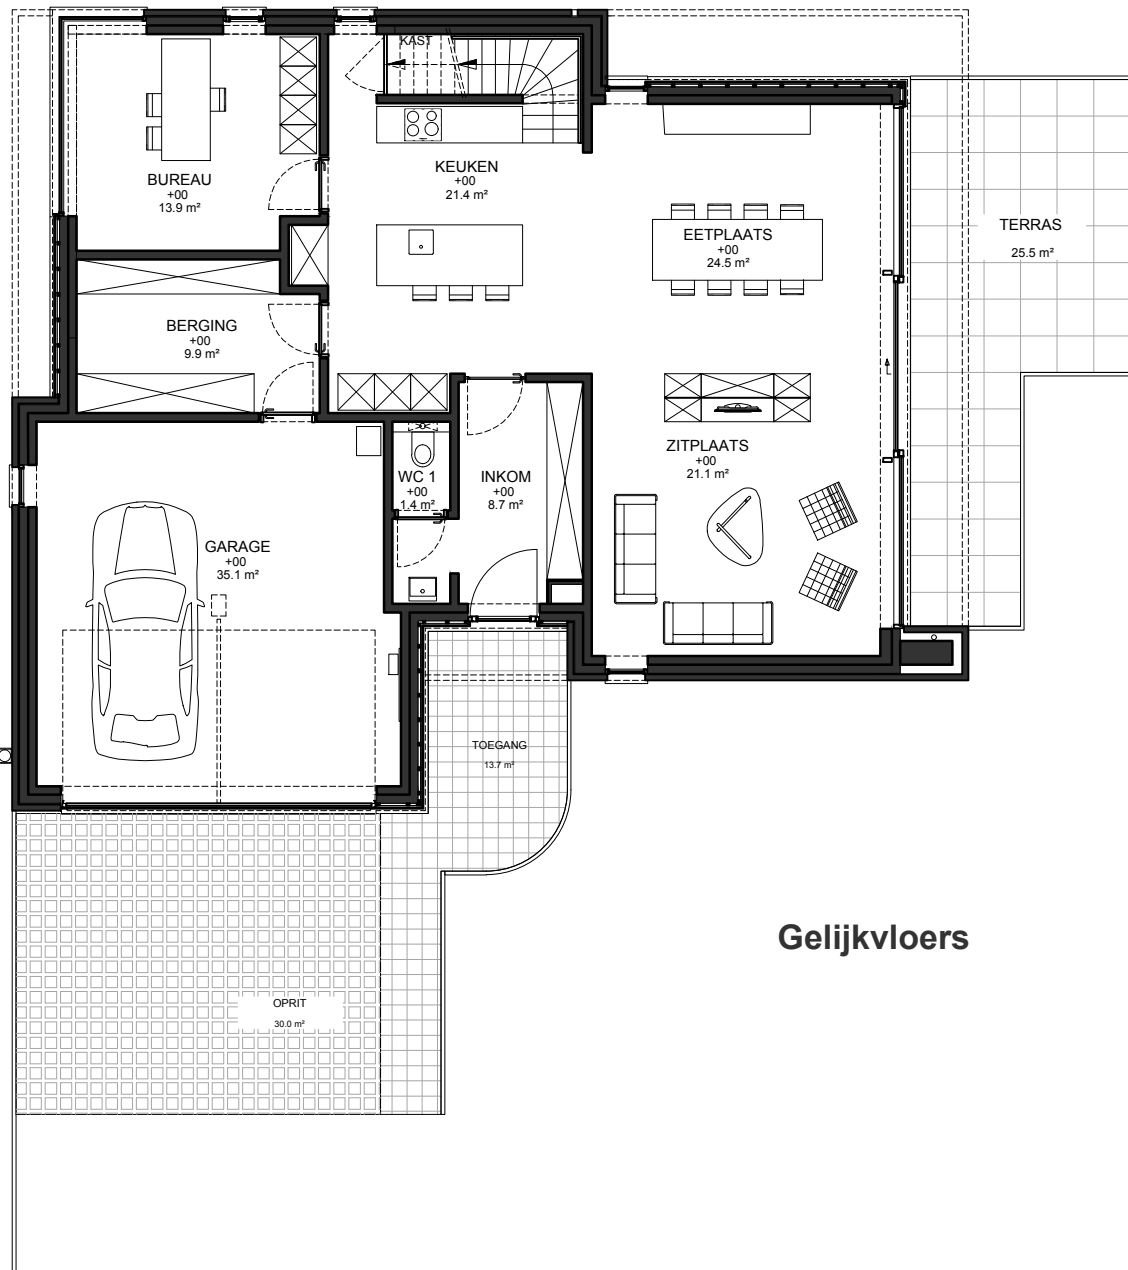 KAST
BUREAU
+00
13.9 m²
KEUKEN
+00
21.4 m²
EETPLAATS
+00
24.5 m²
TERRAS
25.5 m²
BERGING
+00
9.9 m²
ZITPLAATS
+00
21.1 m²
WC 1
+00
1.4 m²
INKOM
+00
8.7 m²
GARAGE
+00
35.1 m²
TOEGANG
13.7 m²
Gelijkvloers
OPRIT
30.0 m²